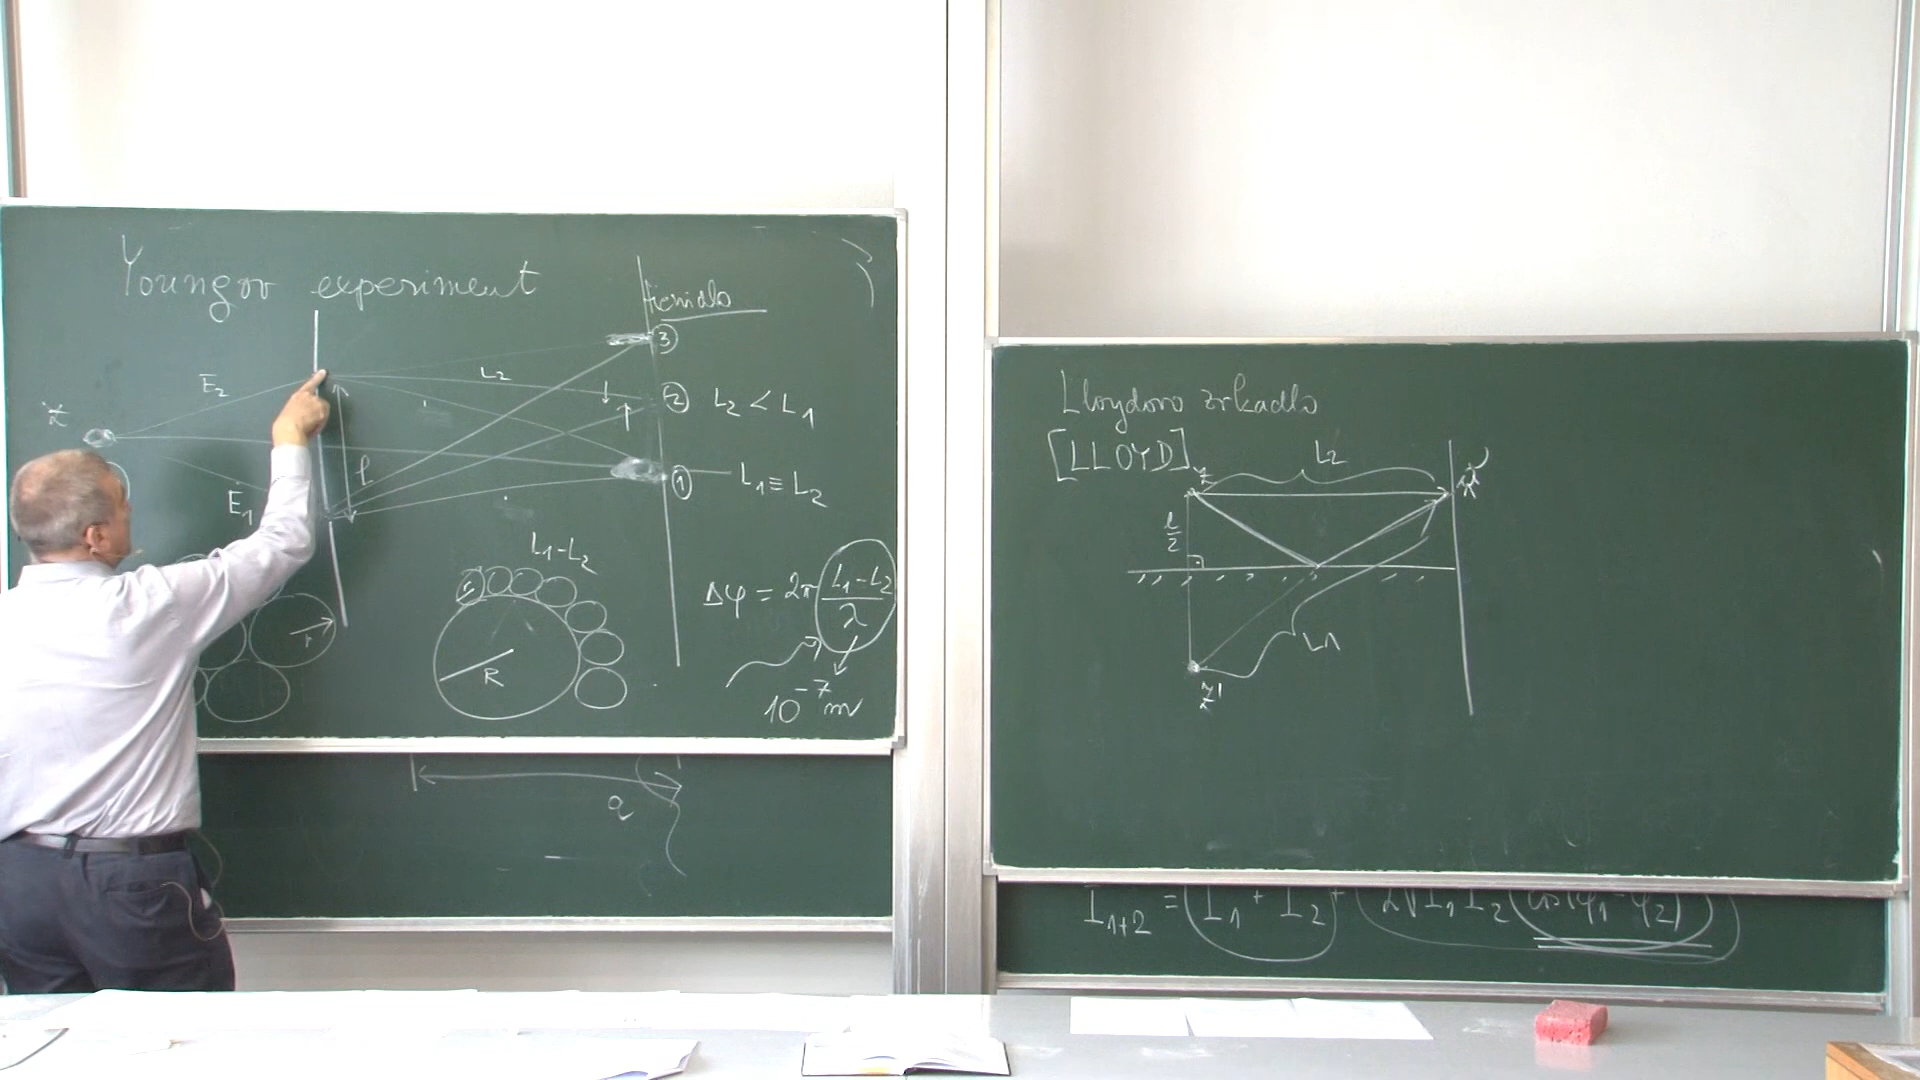 Youngov experiment
tienidlo
Z
E₂
E₁
L₂
l
③
② L₂ < L₁
① L₁ ≡ L₂
r
L₁-L₂
R
Δφ = 2π (L₁-L₂)/λ
10⁻⁷ m
a
Lloydovo zrkadlo
[LLOYD]
Z
L₂
l/2
L1
Z'
I₁₊₂ = (I₁ + I₂) + 2√I₁I₂ cos(φ₁-φ₂)